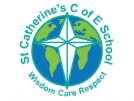 St Catherine's C of E School
Wisdom Care Respect